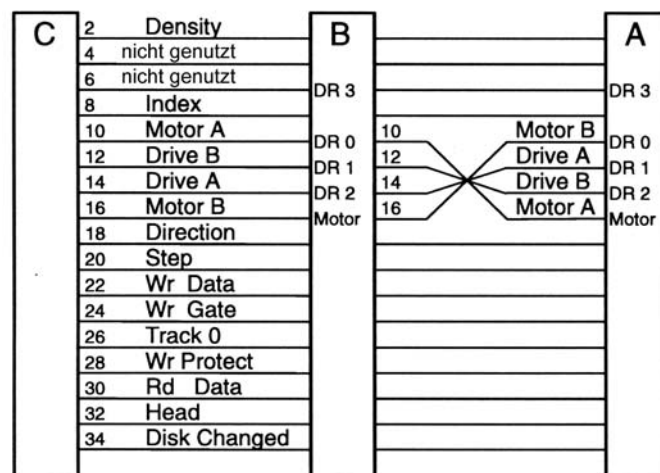 C B A
2 Density
4 nicht genutzt
6 nicht genutzt
DR 3 DR 3
8 Index
10 Motor A 10 Motor B
DR 0 DR 0
12 Drive B 12 Drive A
DR 1 DR 1
14 Drive A 14 Drive B
DR 2 DR 2
16 Motor B 16 Motor A
Motor Motor
18 Direction
20 Step
22 Wr Data
24 Wr Gate
26 Track 0
28 Wr Protect
30 Rd Data
32 Head
34 Disk Changed